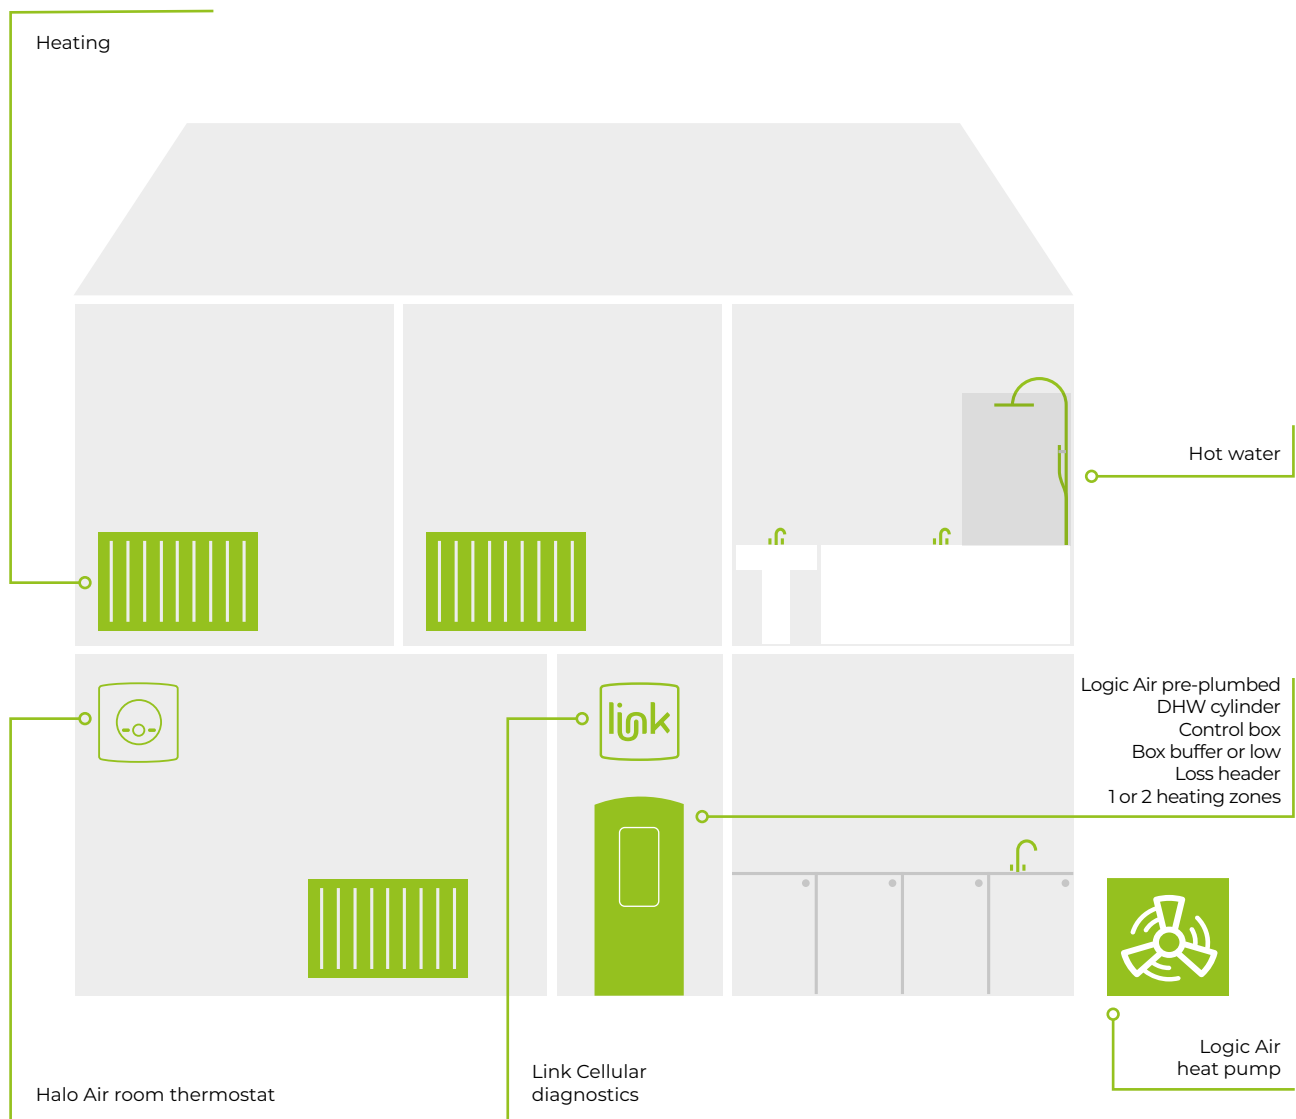 Heating
Hot water
link
Logic Air pre-plumbed
DHW cylinder
Control box
Box buffer or low
Loss header
1 or 2 heating zones
Logic Air
heat pump
Link Cellular
diagnostics
Halo Air room thermostat